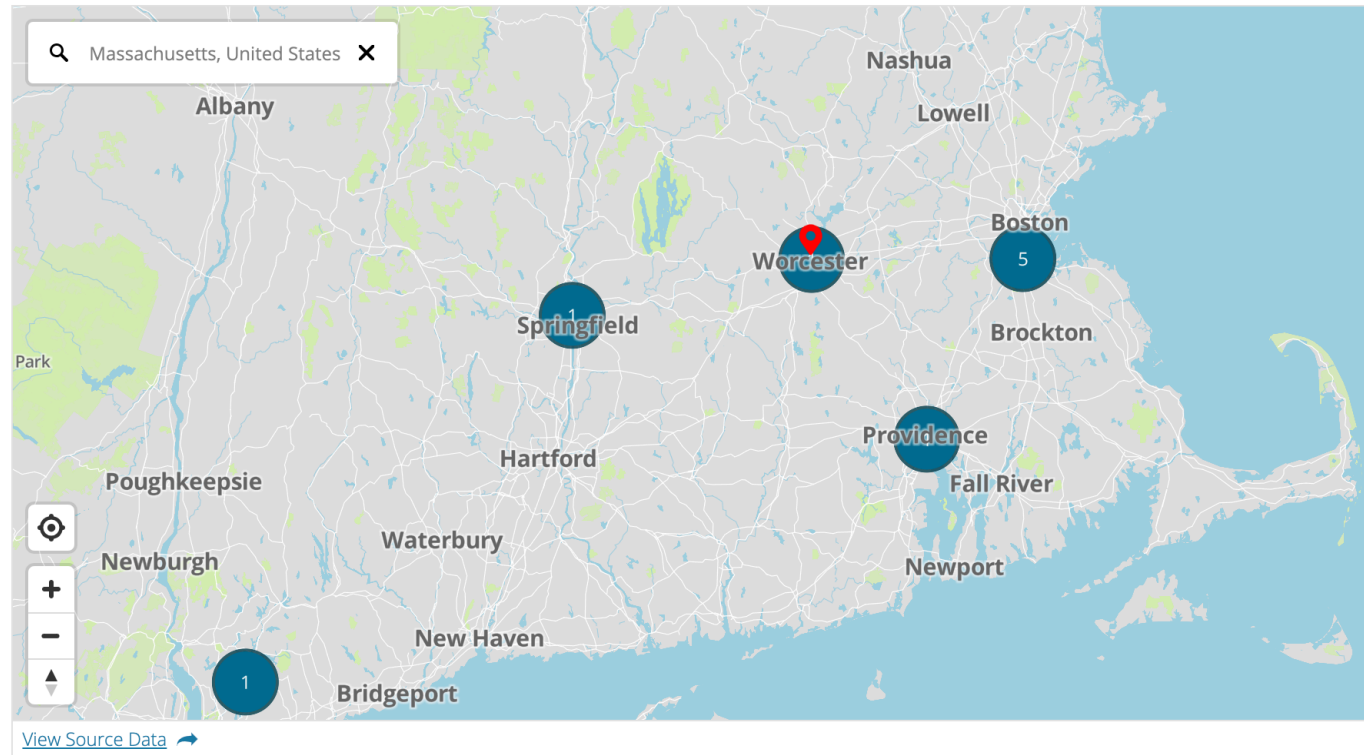 Massachusetts, United States
Nashua
Albany
Lowell
Boston
Worcester
5
1
Springfield
Brockton
Park
Providence
Hartford
Poughkeepsie
Fall River
Waterbury
Newburgh
Newport
New Haven
1
Bridgeport
View Source Data